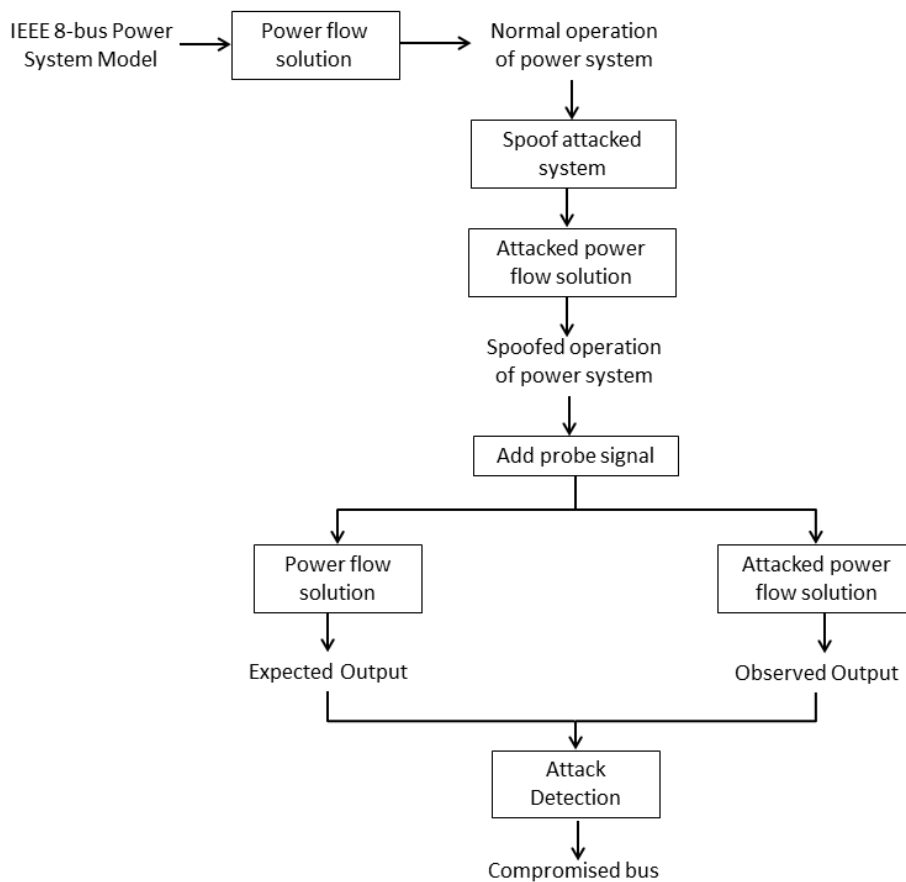 IEEE 8-bus Power
System Model
Power flow
solution
Normal operation
of power system
Spoof attacked
system
Attacked power
flow solution
Spoofed operation
of power system
Add probe signal
Power flow
solution
Attacked power
flow solution
Expected Output
Observed Output
Attack
Detection
Compromised bus